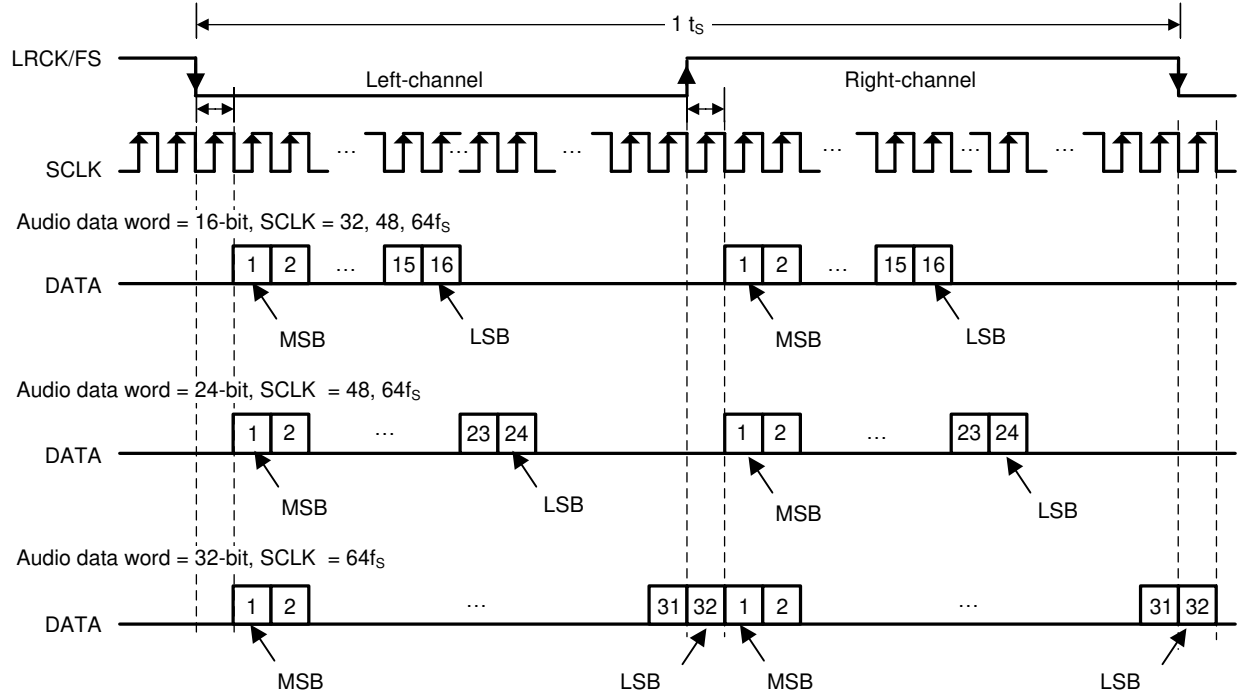 1 tS
LRCK/FS
Left-channel Right-channel
SCLK … … … … … …
Audio data word = 16-bit, SCLK = 32, 48, 64fS
DATA 1 2 … 15 16 1 2 … 15 16
MSB LSB MSB LSB
Audio data word = 24-bit, SCLK = 48, 64fS
DATA 1 2 … 23 24 1 2 … 23 24
MSB LSB MSB LSB
Audio data word = 32-bit, SCLK = 64fS
DATA 1 2 … 31 32 1 2 … 31 32
MSB LSB MSB LSB